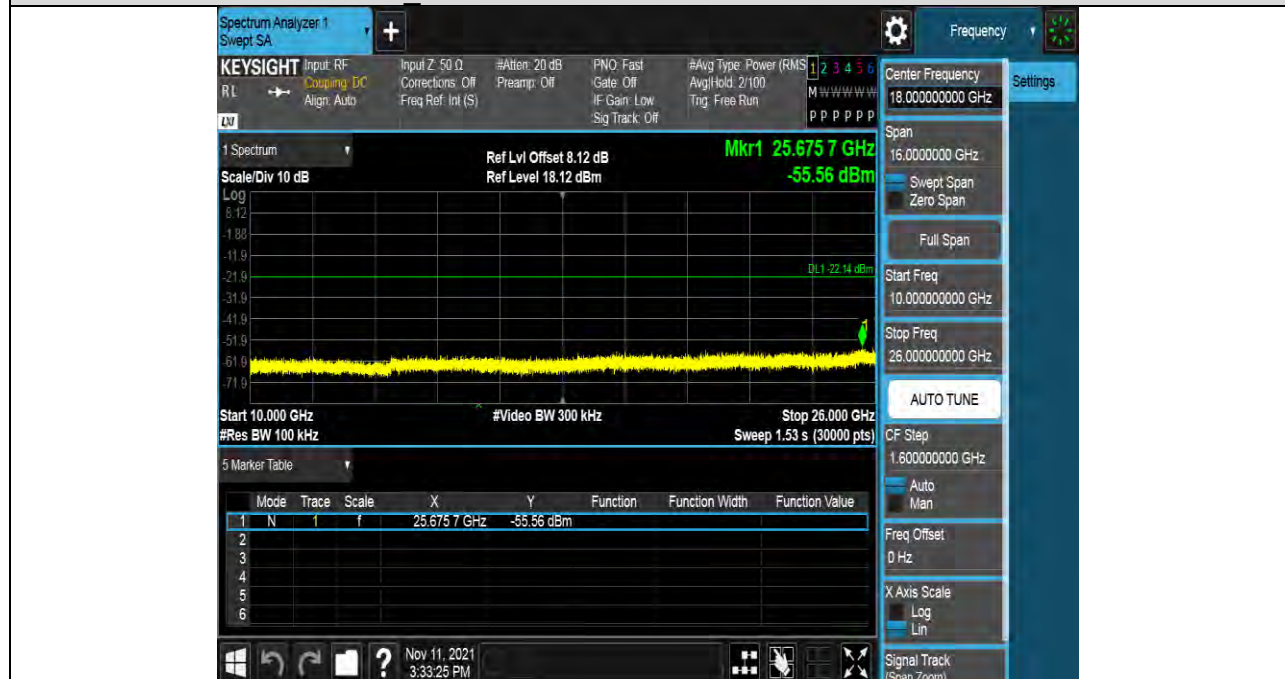 Spectrum Analyzer 1
Swept SA
+
Frequency
KEYSIGHT
RL
LXI
Input: RF
Coupling: DC
Align: Auto
Input Z: 50 Ω
Corrections: Off
Freq Ref: Int (S)
#Atten: 20 dB
Preamp: Off
PNO: Fast
Gate: Off
IF Gain: Low
Sig Track: Off
#Avg Type: Power (RMS
Avg|Hold: 2/100
Trig: Free Run
1 2 3 4 5 6
M W W W W W
P P P P P P
Center Frequency
18.000000000 GHz
Settings
Span
16.0000000 GHz
Swept Span
Zero Span
Full Span
Start Freq
10.000000000 GHz
Stop Freq
26.000000000 GHz
AUTO TUNE
CF Step
1.600000000 GHz
Auto
Man
Freq Offset
0 Hz
X Axis Scale
Log
Lin
Signal Track
(Span Zoom)
1 Spectrum
Scale/Div 10 dB
Ref Lvl Offset 8.12 dB
Ref Level 18.12 dBm
Mkr1 25.675 7 GHz
-55.56 dBm
Log
8.12
-1.88
-11.9
-21.9
-31.9
-41.9
-51.9
-61.9
-71.9
DL1 -22.14 dBm
1
Start 10.000 GHz
#Res BW 100 kHz
#Video BW 300 kHz
Stop 26.000 GHz
Sweep 1.53 s (30000 pts)
5 Marker Table
Mode Trace Scale X Y Function Function Width Function Value
1 N 1 f 25.675 7 GHz -55.56 dBm
2
3
4
5
6
?
Nov 11, 2021
3:33:25 PM